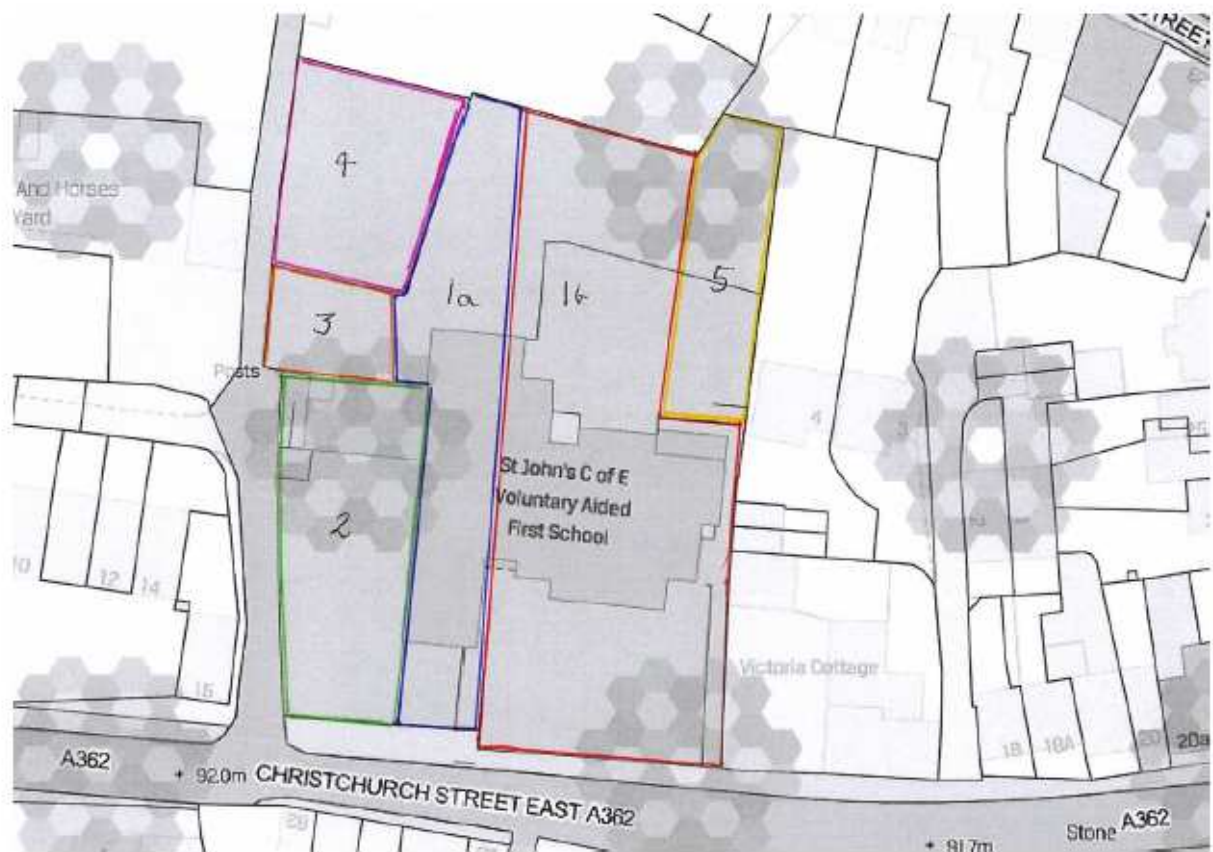 STREET
4
And Horses
Yard
5
1a
1b
3
Posts
4
3
St John's C of E
Voluntary Aided
First School
2
10
12
14
Victoria Cottage
16
18
18A
20
20a
A362
+ 92.0m
CHRISTCHURCH STREET EAST A362
Stone
A362
+ 91.7m